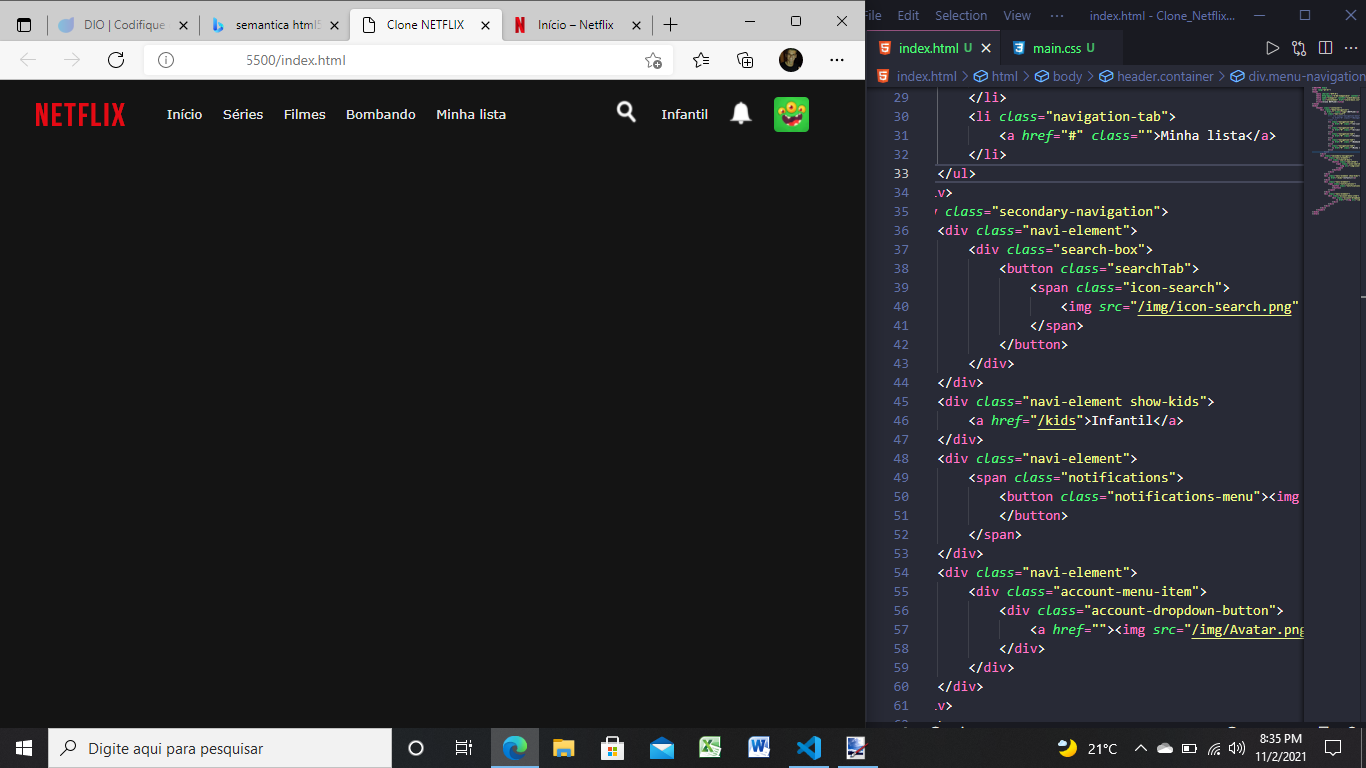 DIO | Codifique
semantica html5
Clone NETFLIX
Início – Netflix
5500/index.html
NETFLIX
Início Séries Filmes Bombando Minha lista Infantil
File Edit Selection View ··· index.html - Clone_Netflix...
index.html U main.css U
index.html > html > body > header.container > div.menu-navigation
29 </li>
30 <li class="navigation-tab">
31 <a href="#" class="">Minha lista</a>
32 </li>
33 </ul>
34 iv>
35 class="secondary-navigation">
36 <div class="navi-element">
37 <div class="search-box">
38 <button class="searchTab">
39 <span class="icon-search">
40 <img src="/img/icon-search.png"
41 </span>
42 </button>
43 </div>
44 </div>
45 <div class="navi-element show-kids">
46 <a href="/kids">Infantil</a>
47 </div>
48 <div class="navi-element">
49 <span class="notifications">
50 <button class="notifications-menu"><img
51 </button>
52 </span>
53 </div>
54 <div class="navi-element">
55 <div class="account-menu-item">
56 <div class="account-dropdown-button">
57 <a href=""><img src="/img/Avatar.png
58 </div>
59 </div>
60 </div>
61 iv>
Digite aqui para pesquisar
21°C
8:35 PM
11/2/2021